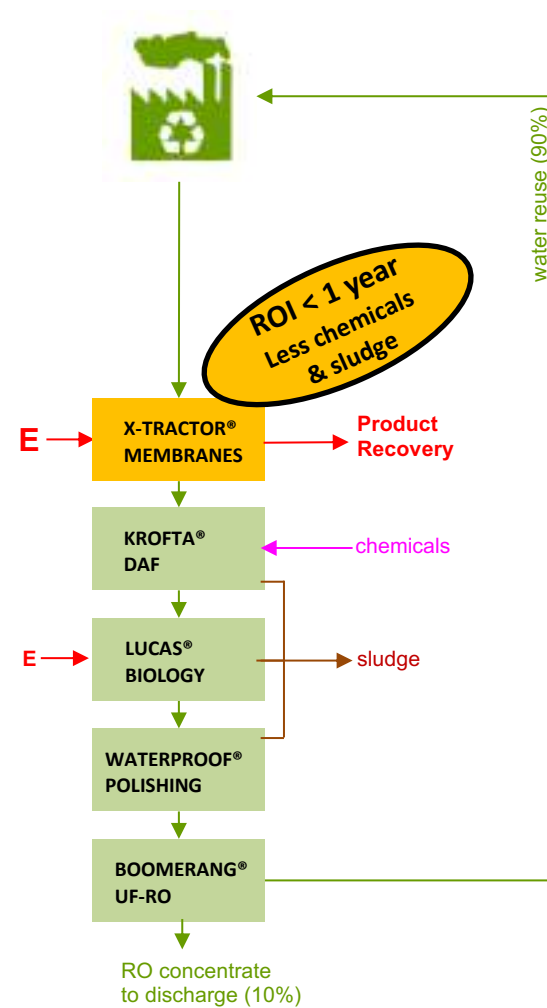 water reuse (90%)
ROI < 1 year
Less chemicals
& sludge
E
X-TRACTOR®
MEMBRANES
Product
Recovery
KROFTA®
DAF
chemicals
E
LUCAS®
BIOLOGY
sludge
WATERPROOF®
POLISHING
BOOMERANG®
UF-RO
RO concentrate
to discharge (10%)